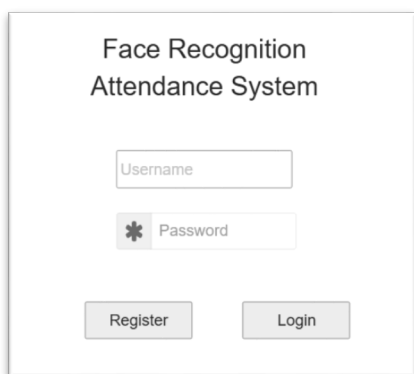 Face Recognition
Attendance System
Username
✱ Password
Register Login